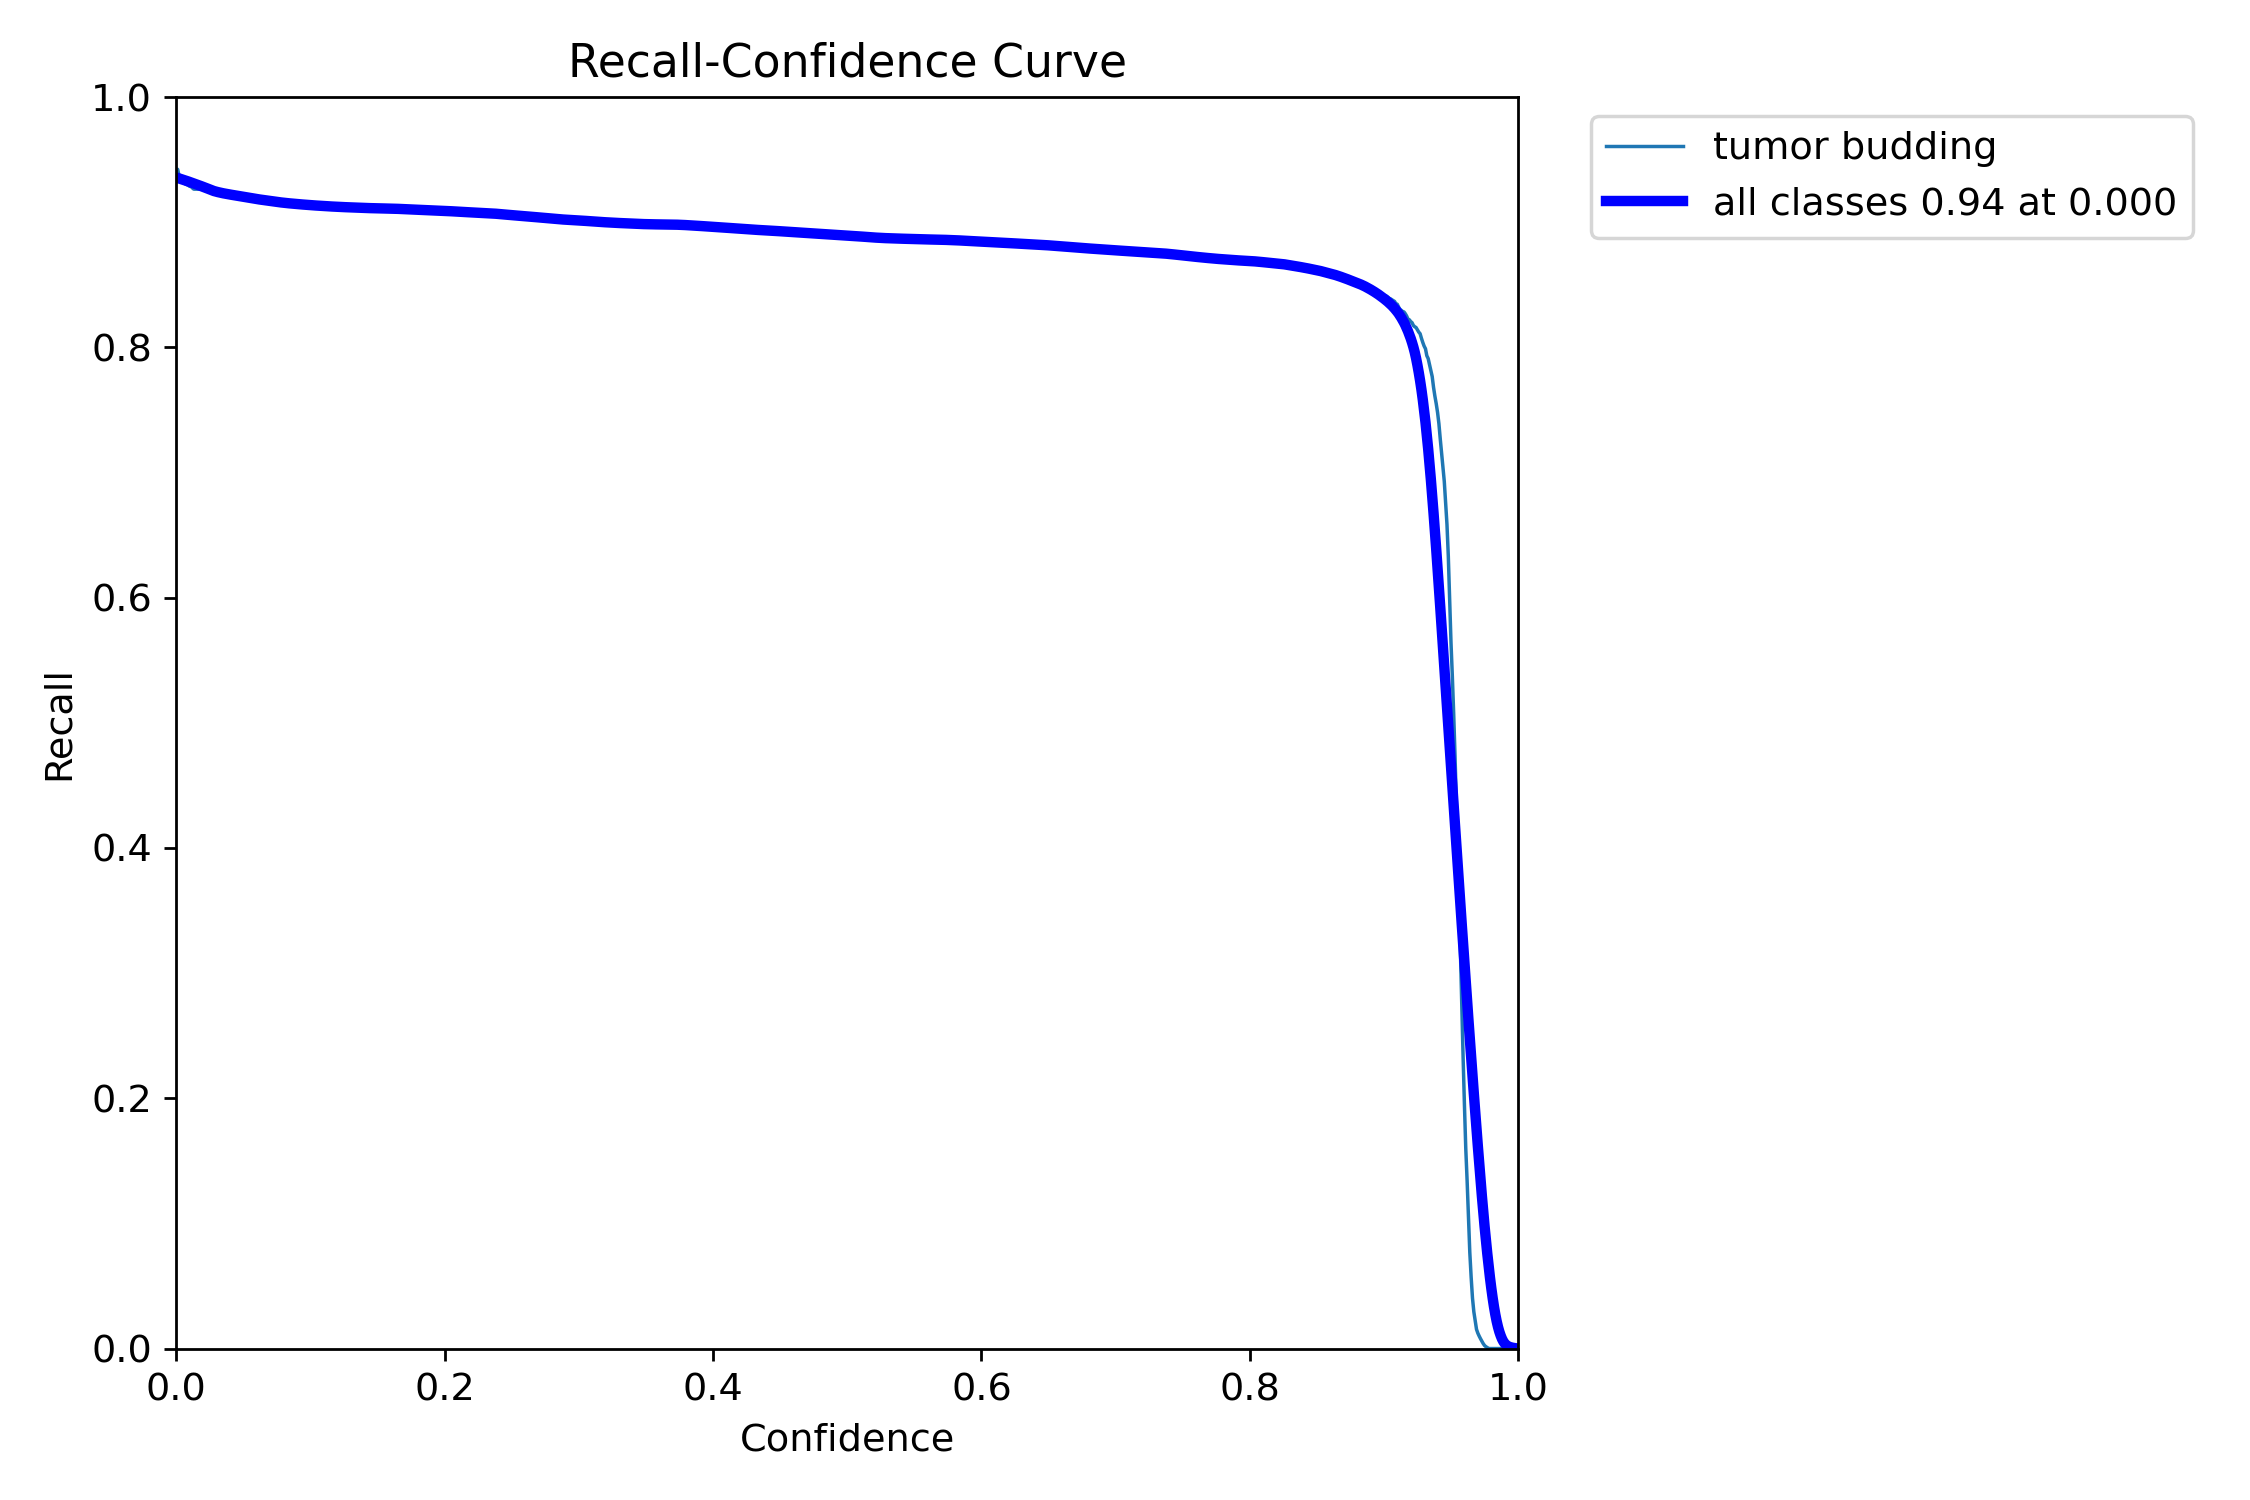 Recall-Confidence Curve
1.0
0.8
0.6
0.4
0.2
0.0
Recall
0.0 0.2 0.4 0.6 0.8 1.0
Confidence
tumor budding
all classes 0.94 at 0.000